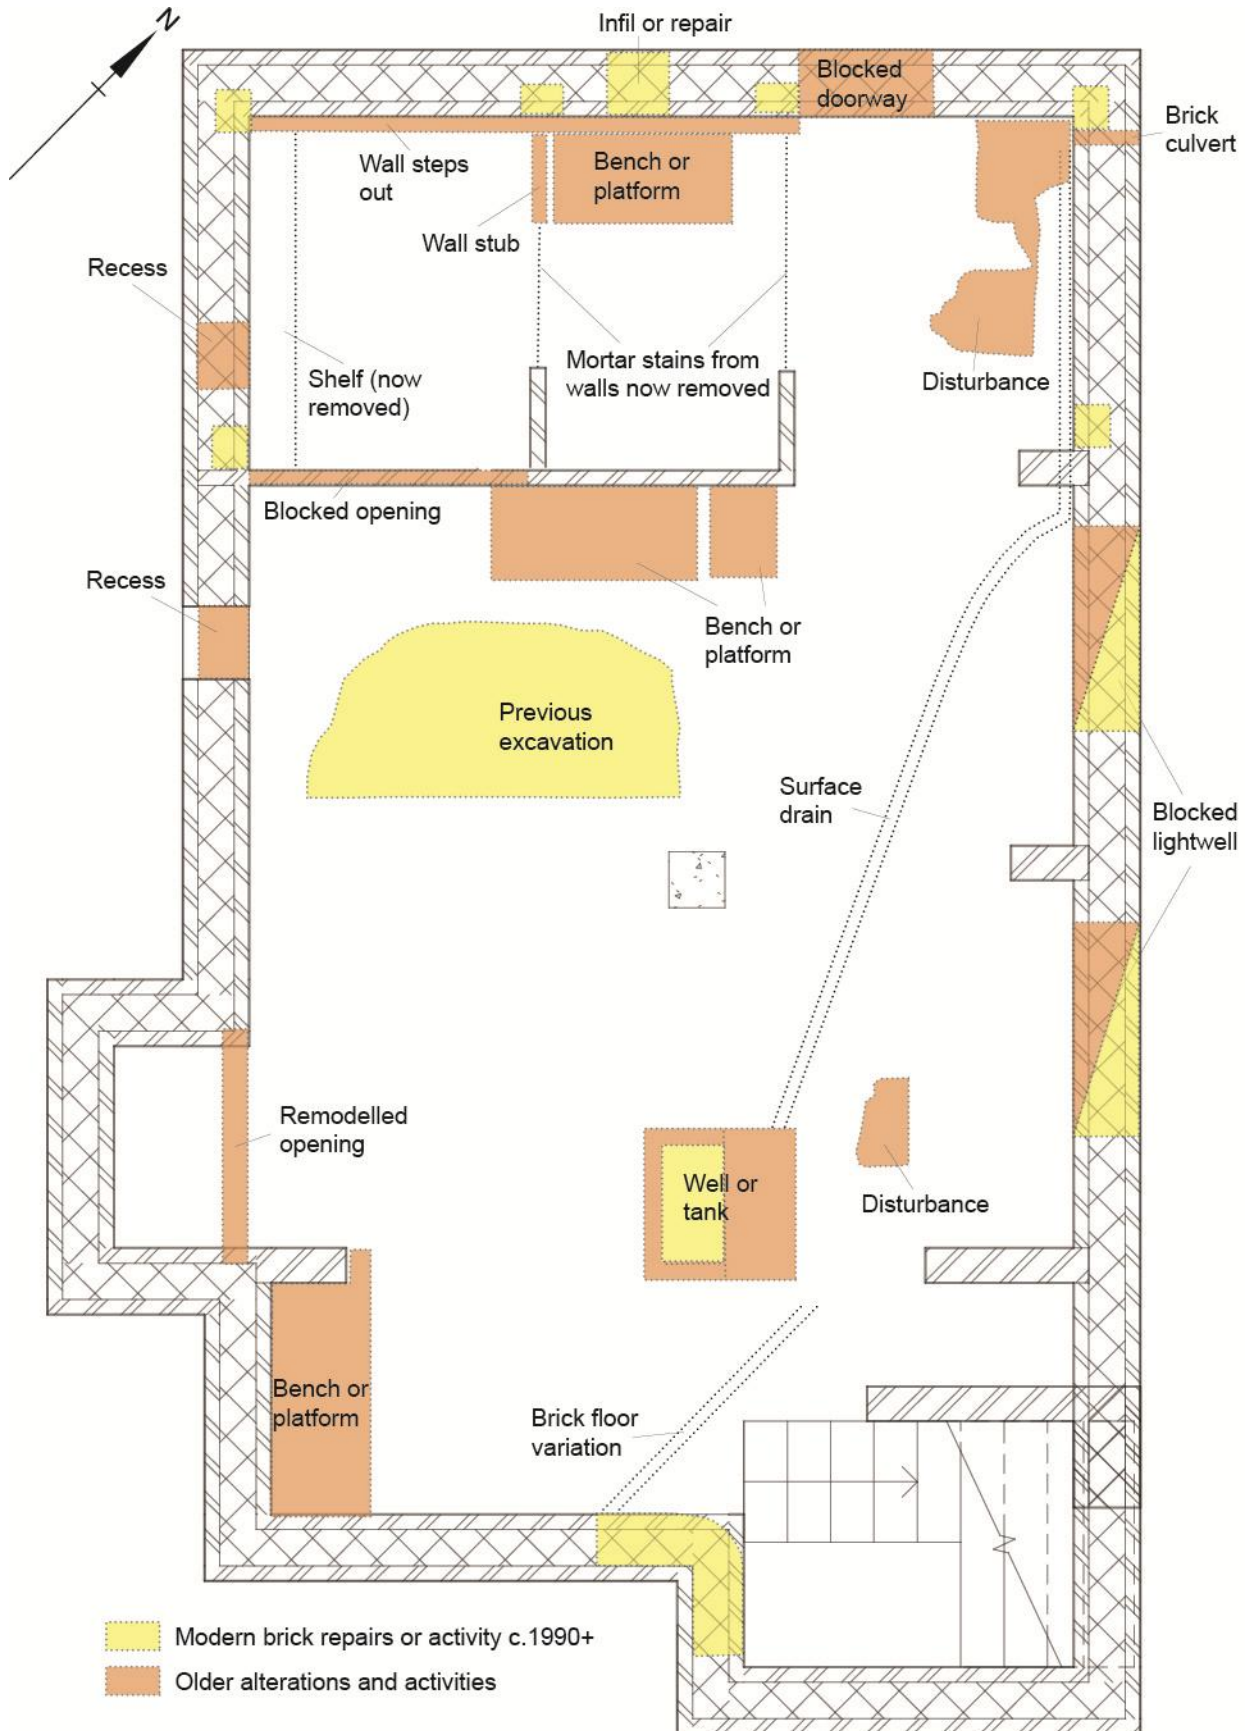 N
Infil or repair
Blocked
doorway
Brick
culvert
Wall steps
out
Bench or
platform
Wall stub
Recess
Shelf (now
removed)
Mortar stains from
walls now removed
Disturbance
Blocked opening
Recess
Bench or
platform
Previous
excavation
Surface
drain
Blocked
lightwell
Remodelled
opening
Well or
tank
Disturbance
Bench or
platform
Brick floor
variation
Modern brick repairs or activity c.1990+
Older alterations and activities